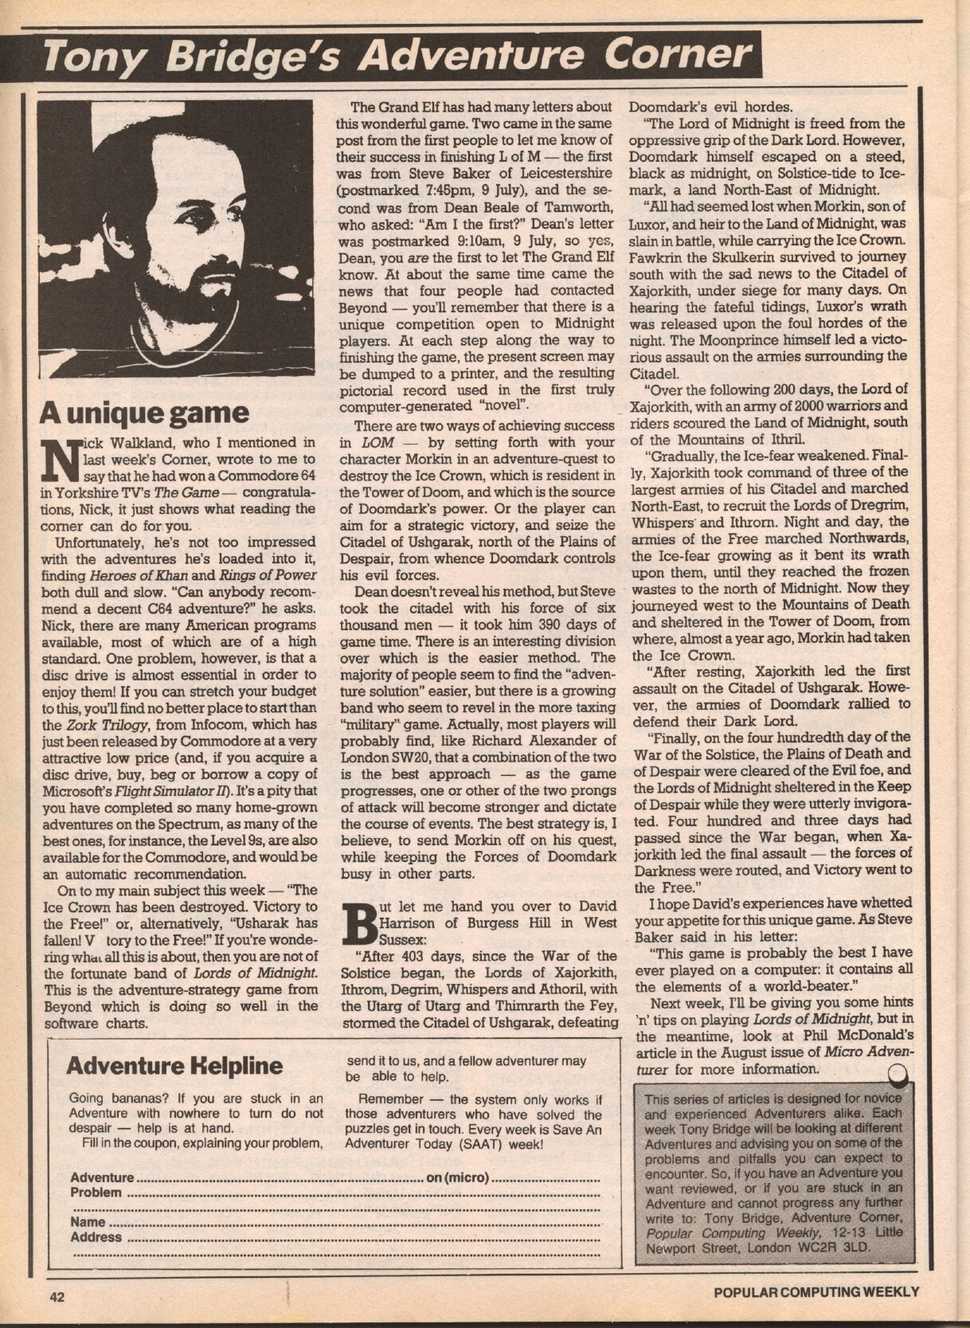 Tony Bridge's Adventure Corner
A unique game
Nick Walkland, who I mentioned in
last week's Corner, wrote to me to
say that he had won a Commodore 64
in Yorkshire TV's The Game — congratula-
tions, Nick, it just shows what reading the
corner can do for you.
Unfortunately, he's not too impressed
with the adventures he's loaded into it,
finding Heroes of Khan and Rings of Power
both dull and slow. "Can anybody recom-
mend a decent C64 adventure?" he asks.
Nick, there are many American programs
available, most of which are of a high
standard. One problem, however, is that a
disc drive is almost essential in order to
enjoy them! If you can stretch your budget
to this, you'll find no better place to start than
the Zork Trilogy, from Infocom, which has
just been released by Commodore at a very
attractive low price (and, if you acquire a
disc drive, buy, beg or borrow a copy of
Microsoft's Flight Simulator II). It's a pity that
you have completed so many home-grown
adventures on the Spectrum, as many of the
best ones, for instance, the Level 9s, are also
available for the Commodore, and would be
an automatic recommendation.
On to my main subject this week — "The
Ice Crown has been destroyed. Victory to
the Free!" or, alternatively, "Usharak has
fallen! V tory to the Free!" If you're wonde-
ring what all this is about, then you are not of
the fortunate band of Lords of Midnight.
This is the adventure-strategy game from
Beyond which is doing so well in the
software charts.
The Grand Elf has had many letters about
this wonderful game. Two came in the same
post from the first people to let me know of
their success in finishing L of M — the first
was from Steve Baker of Leicestershire
(postmarked 7:45pm, 9 July), and the se-
cond was from Dean Beale of Tamworth,
who asked: "Am I the first?" Dean's letter
was postmarked 9:10am, 9 July, so yes,
Dean, you are the first to let The Grand Elf
know. At about the same time came the
news that four people had contacted
Beyond — you'll remember that there is a
unique competition open to Midnight
players. At each step along the way to
finishing the game, the present screen may
be dumped to a printer, and the resulting
pictorial record used in the first truly
computer-generated "novel".
There are two ways of achieving success
in LOM — by setting forth with your
character Morkin in an adventure-quest to
destroy the Ice Crown, which is resident in
the Tower of Doom, and which is the source
of Doomdark's power. Or the player can
aim for a strategic victory, and seize the
Citadel of Ushgarak, north of the Plains of
Despair, from whence Doomdark controls
his evil forces.
Dean doesn't reveal his method, but Steve
took the citadel with his force of six
thousand men — it took him 390 days of
game time. There is an interesting division
over which is the easier method. The
majority of people seem to find the "adven-
ture solution" easier, but there is a growing
band who seem to revel in the more taxing
"military" game. Actually, most players will
probably find, like Richard Alexander of
London SW20, that a combination of the two
is the best approach — as the game
progresses, one or other of the two prongs
of attack will become stronger and dictate
the course of events. The best strategy is, I
believe, to send Morkin off on his quest,
while keeping the Forces of Doomdark
busy in other parts.
But let me hand you over to David
Harrison of Burgess Hill in West
Sussex:
"After 403 days, since the War of the
Solstice began, the Lords of Xajorkith,
Ithrom, Degrim, Whispers and Athoril, with
the Utarg of Utarg and Thimrarth the Fey,
stormed the Citadel of Ushgarak, defeating
Doomdark's evil hordes.
"The Lord of Midnight is freed from the
oppressive grip of the Dark Lord. However,
Doomdark himself escaped on a steed,
black as midnight, on Solstice-tide to Ice-
mark, a land North-East of Midnight.
"All had seemed lost when Morkin, son of
Luxor, and heir to the Land of Midnight, was
slain in battle, while carrying the Ice Crown.
Fawkrin the Skulkerin survived to journey
south with the sad news to the Citadel of
Xajorkith, under siege for many days. On
hearing the fateful tidings, Luxor's wrath
was released upon the foul hordes of the
night. The Moonprince himself led a victo-
rious assault on the armies surrounding the
Citadel.
"Over the following 200 days, the Lord of
Xajorkith, with an army of 2000 warriors and
riders scoured the Land of Midnight, south
of the Mountains of Ithril.
"Gradually, the Ice-fear weakened. Final-
ly, Xajorkith took command of three of the
largest armies of his Citadel and marched
North-East, to recruit the Lords of Dregrim,
Whispers and Ithrorn. Night and day, the
armies of the Free marched Northwards,
the Ice-fear growing as it bent its wrath
upon them, until they reached the frozen
wastes to the north of Midnight. Now they
journeyed west to the Mountains of Death
and sheltered in the Tower of Doom, from
where, almost a year ago, Morkin had taken
the Ice Crown.
"After resting, Xajorkith led the first
assault on the Citadel of Ushgarak. Howe-
ver, the armies of Doomdark rallied to
defend their Dark Lord.
"Finally, on the four hundredth day of the
War of the Solstice, the Plains of Death and
of Despair were cleared of the Evil foe, and
the Lords of Midnight sheltered in the Keep
of Despair while they were utterly invigora-
ted. Four hundred and three days had
passed since the War began, when Xa-
jorkith led the final assault — the forces of
Darkness were routed, and Victory went to
the Free."
I hope David's experiences have whetted
your appetite for this unique game. As Steve
Baker said in his letter:
"This game is probably the best I have
ever played on a computer: it contains all
the elements of a world-beater."
Next week, I'll be giving you some hints
'n' tips on playing Lords of Midnight, but in
the meantime, look at Phil McDonald's
article in the August issue of Micro Adven-
turer for more information.
Adventure Helpline
Going bananas? If you are stuck in an
Adventure with nowhere to turn do not
despair — help is at hand.
Fill in the coupon, explaining your problem,
send it to us, and a fellow adventurer may
be able to help.
Remember — the system only works if
those adventurers who have solved the
puzzles get in touch. Every week is Save An
Adventurer Today (SAAT) week!
Adventure on (micro)
Problem
Name
Address
This series of articles is designed for novice
and experienced Adventurers alike. Each
week Tony Bridge will be looking at different
Adventures and advising you on some of the
problems and pitfalls you can expect to
encounter. So, if you have an Adventure you
want reviewed, or if you are stuck in an
Adventure and cannot progress any further
write to: Tony Bridge, Adventure Corner,
Popular Computing Weekly, 12-13 Little
Newport Street, London WC2R 3LD.
42
POPULAR COMPUTING WEEKLY